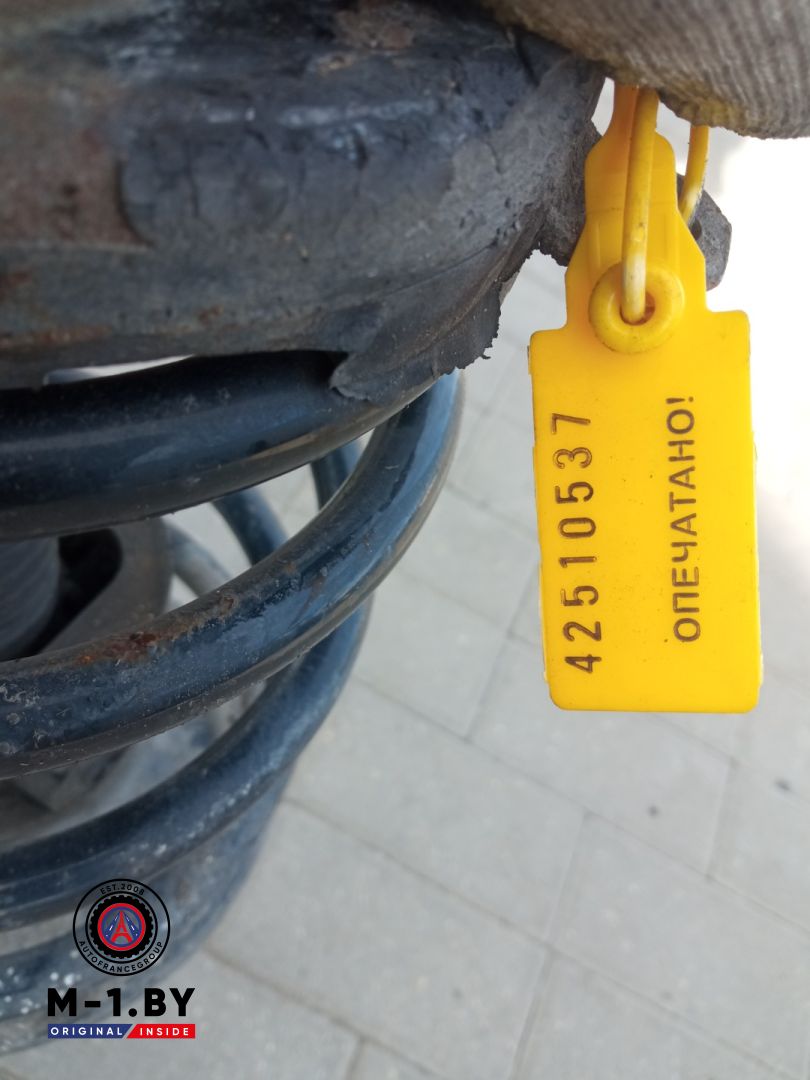 42510537
ОПЕЧАТАНО!
EST.2008
AUTOFRANCEGROUP
M-1.BY
ORIGINAL INSIDE